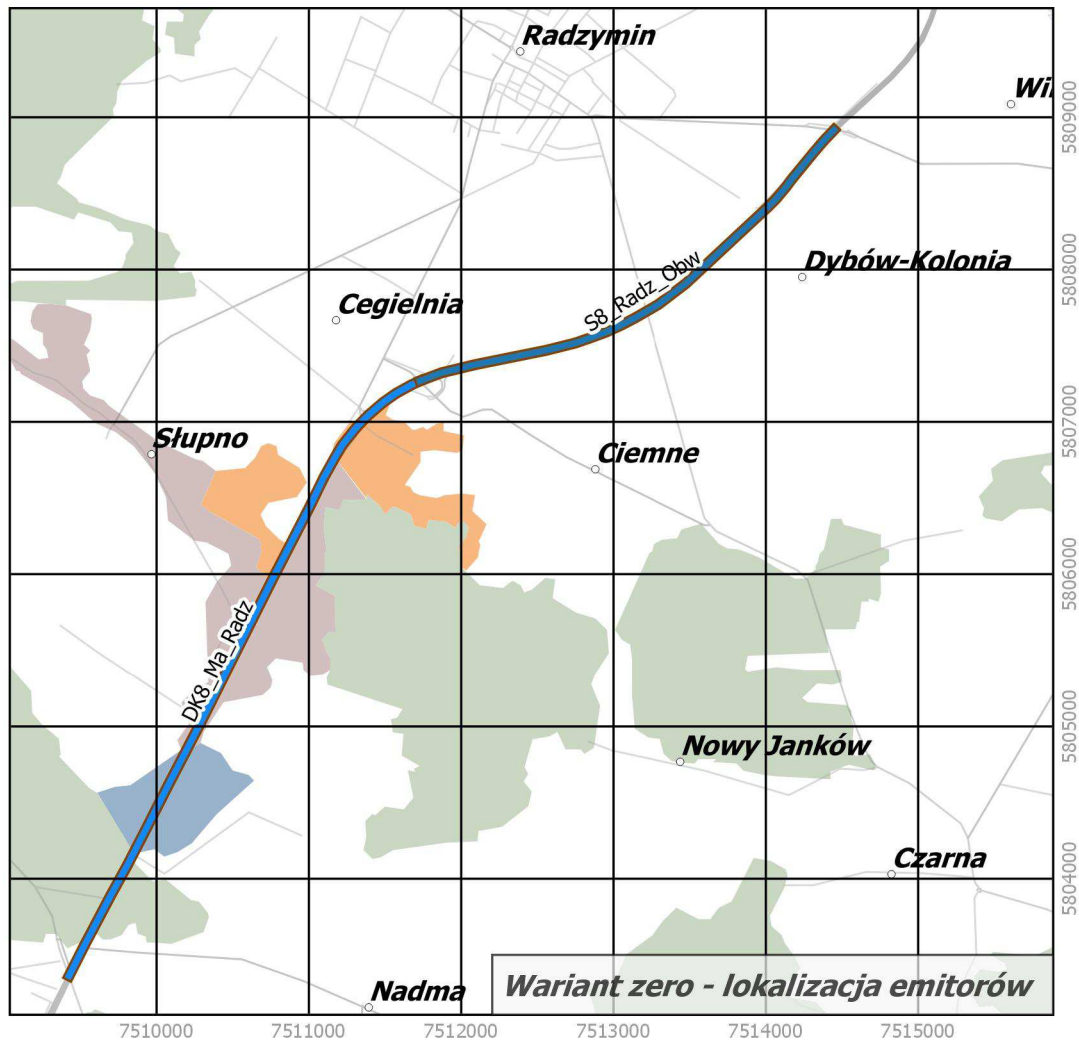 Radzymin
Wi
5809000
Dybów-Kolonia
5808000
S8_Radz_Obw
Cegielnia
5807000
Słupno
Ciemne
5806000
DK8_Ma_Radz
5805000
Nowy Janków
Czarna
5804000
Wariant zero - lokalizacja emitorów
Nadma
7510000 7511000 7512000 7513000 7514000 7515000